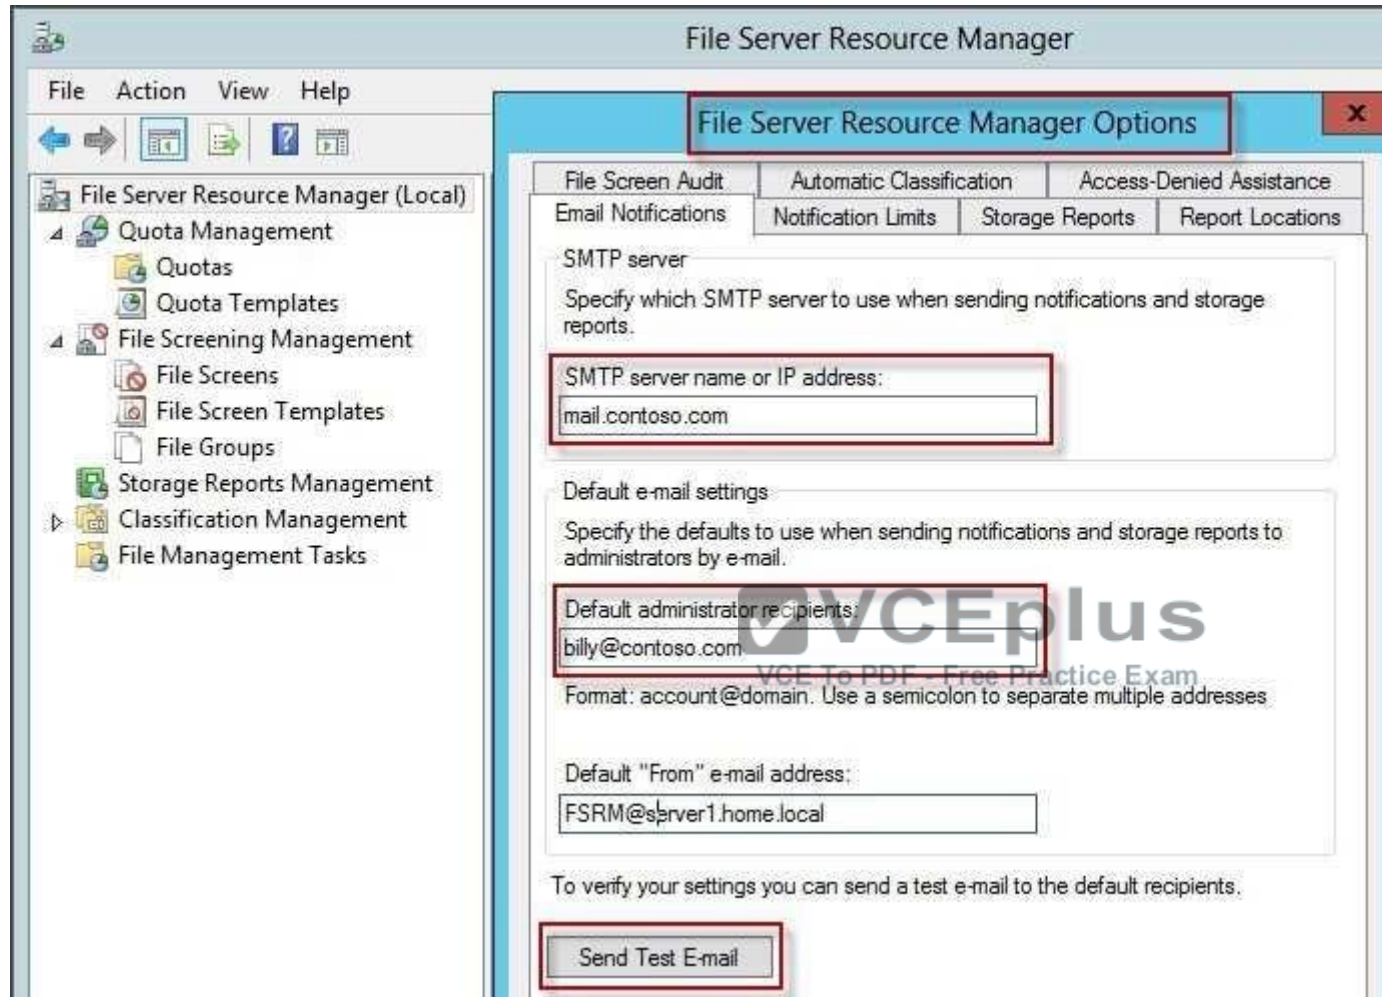 File Server Resource Manager
File Action View Help
File Server Resource Manager Options
x
File Server Resource Manager (Local)
Quota Management
Quotas
Quota Templates
File Screening Management
File Screens
File Screen Templates
File Groups
Storage Reports Management
Classification Management
File Management Tasks
File Screen Audit
Automatic Classification
Access-Denied Assistance
Email Notifications
Notification Limits
Storage Reports
Report Locations
SMTP server
Specify which SMTP server to use when sending notifications and storage
reports.
SMTP server name or IP address:
mail.contoso.com
Default e-mail settings
Specify the defaults to use when sending notifications and storage reports to
administrators by e-mail.
Default administrator recipients:
billy@contoso.com
VCEplus
VCE To PDF - Free Practice Exam
Format: account@domain. Use a semicolon to separate multiple addresses
Default "From" e-mail address:
FSRM@server1.home.local
To verify your settings you can send a test e-mail to the default recipients.
Send Test E-mail